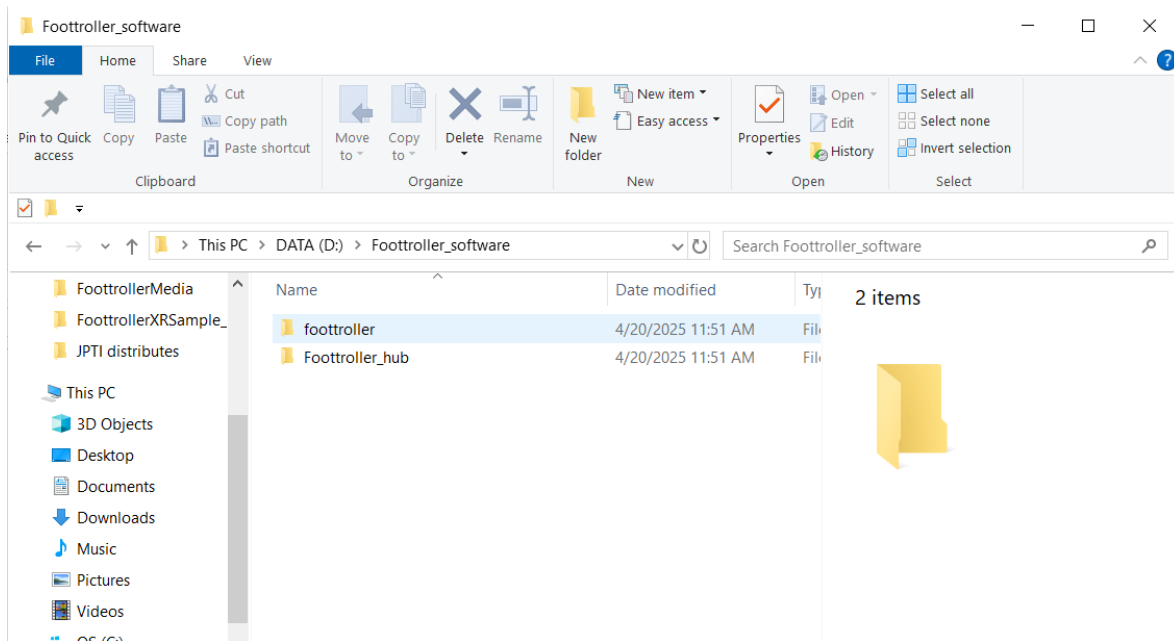 Foottroller_software
File Home Share View
Pin to Quick access
Copy
Paste
Cut
Copy path
Paste shortcut
Clipboard
Move to
Copy to
Delete
Rename
Organize
New folder
New item
Easy access
New
Properties
Open
Edit
History
Open
Select all
Select none
Invert selection
Select
This PC > DATA (D:) > Foottroller_software
Search Foottroller_software
FoottrollerMedia
FoottrollerXRSample_
JPTI distributes
This PC
3D Objects
Desktop
Documents
Downloads
Music
Pictures
Videos
Name Date modified
foottroller 4/20/2025 11:51 AM
Foottroller_hub 4/20/2025 11:51 AM
2 items